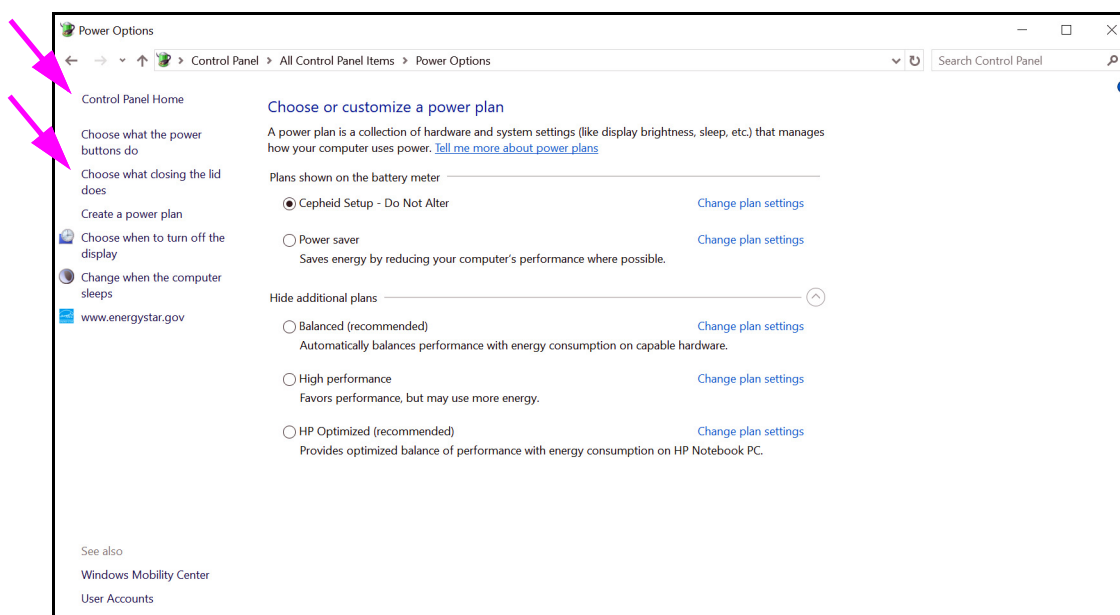 Power Options
Control Panel > All Control Panel Items > Power Options
Search Control Panel
Control Panel Home
Choose what the power
buttons do
Choose what closing the lid
does
Create a power plan
Choose when to turn off the
display
Change when the computer
sleeps
www.energystar.gov
Choose or customize a power plan
A power plan is a collection of hardware and system settings (like display brightness, sleep, etc.) that manages
how your computer uses power. Tell me more about power plans
Plans shown on the battery meter
Cepheid Setup - Do Not Alter Change plan settings
Power saver Change plan settings
Saves energy by reducing your computer's performance where possible.
Hide additional plans
Balanced (recommended) Change plan settings
Automatically balances performance with energy consumption on capable hardware.
High performance Change plan settings
Favors performance, but may use more energy.
HP Optimized (recommended) Change plan settings
Provides optimized balance of performance with energy consumption on HP Notebook PC.
See also
Windows Mobility Center
User Accounts